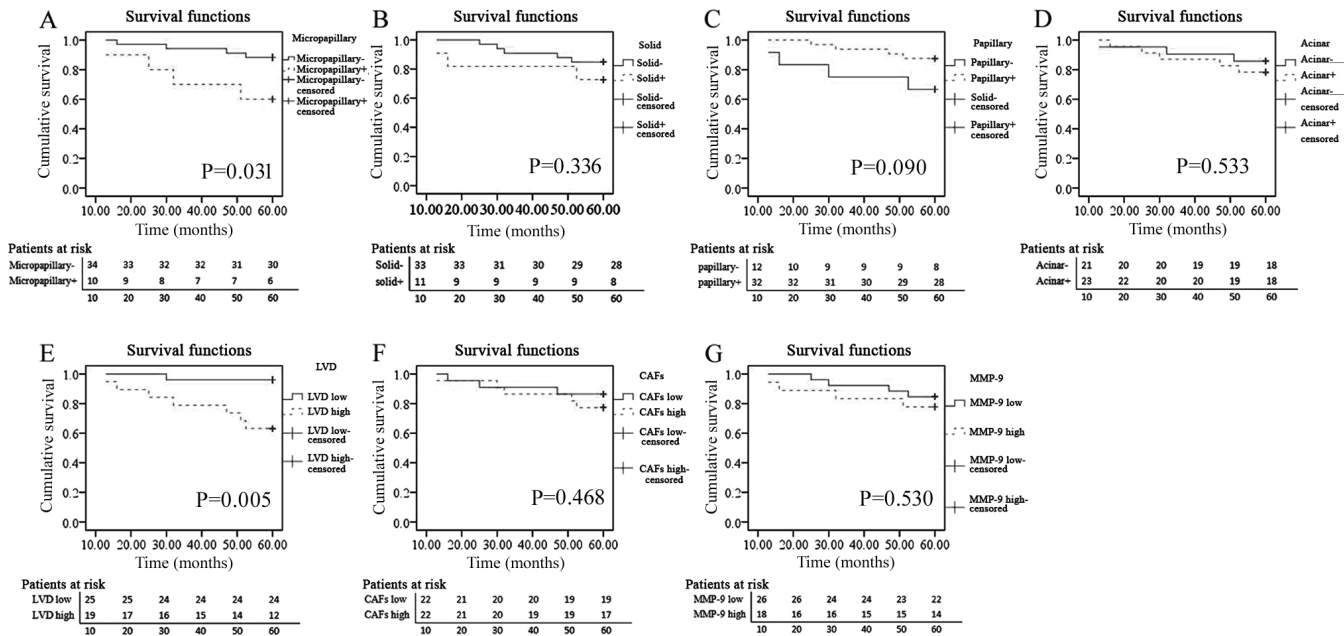 A
Survival functions
Cumulative survival
1.0
0.8
0.6
0.4
0.2
0.0
10.00 20.00 30.00 40.00 50.00 60.00
Time (months)
P=0.031
Micropapillary
Micropapillary-
Micropapillary+
Micropapillary-
censored
Micropapillary+
censored
Patients at risk
Micropapillary- 34 33 32 32 31 30
Micropapillary+ 10 9 8 7 7 6
10 20 30 40 50 60
B
Survival functions
Cumulative survival
1.0
0.8
0.6
0.4
0.2
0.0
10.00 20.00 30.00 40.00 50.00 60.00
Time (months)
P=0.336
Solid
Solid-
Solid+
Solid-
censored
Solid+
censored
Patients at risk
Solid- 33 33 31 30 29 28
solid+ 11 9 9 9 9 8
10 20 30 40 50 60
C
Survival functions
Cumulative survival
1.0
0.8
0.6
0.4
0.2
0.0
10.00 20.00 30.00 40.00 50.00 60.00
Time (months)
P=0.090
Papillary
Papillary-
Papillary+
Solid-
censored
Papillary+
censored
Patients at risk
papillary- 12 10 9 9 9 8
papillary+ 32 32 31 30 29 28
10 20 30 40 50 60
D
Survival functions
Cumulative survival
1.0
0.8
0.6
0.4
0.2
0.0
10.00 20.00 30.00 40.00 50.00 60.00
Time (months)
P=0.533
Acinar
Acinar-
Acinar+
Acinar-
censored
Acinar+
censored
Patients at risk
Acinar- 21 20 20 19 19 18
Acinar+ 23 22 20 20 19 18
10 20 30 40 50 60
E
Survival functions
Cumulative survival
1.0
0.8
0.6
0.4
0.2
0.0
10.00 20.00 30.00 40.00 50.00 60.00
Time (months)
P=0.005
LVD
LVD low
LVD high
LVD low-
censored
LVD high-
censored
Patients at risk
LVD low 25 25 24 24 24 24
LVD high 19 17 16 15 14 12
10 20 30 40 50 60
F
Survival functions
Cumulative survival
1.0
0.8
0.6
0.4
0.2
0.0
10.00 20.00 30.00 40.00 50.00 60.00
Time (months)
P=0.468
CAFs
CAFs low
CAFs high
CAFs low-
censored
CAFs high-
censored
Patients at risk
CAFs low 22 21 20 20 19 19
CAFs high 22 21 20 19 19 17
10 20 30 40 50 60
G
Survival functions
Cumulative survival
1.0
0.8
0.6
0.4
0.2
0.0
10.00 20.00 30.00 40.00 50.00 60.00
Time (months)
P=0.530
MMP-9
MMP-9 low
MMP-9 high
MMP-9 low-
censored
MMP-9 high-
censored
Patients at risk
MMP-9 low 26 26 24 24 23 22
MMP-9 high 18 16 16 15 15 14
10 20 30 40 50 60